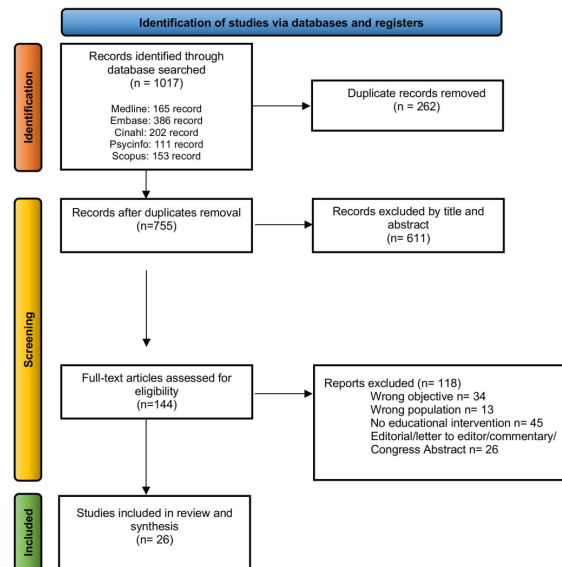 Identification of studies via databases and registers
Identification
Records identified through
database searched
(n = 1017)
Medline: 165 record
Embase: 386 record
Cinahl: 202 record
Psycinfo: 111 record
Scopus: 153 record
Duplicate records removed
(n = 262)
Screening
Records after duplicates removal
(n=755)
Records excluded by title and
abstract
(n= 611)
Full-text articles assessed for
eligibility
(n=144)
Reports excluded (n= 118)
Wrong objective n= 34
Wrong population n= 13
No educational intervention n= 45
Editorial/letter to editor/commentary/
Congress Abstract n= 26
Included
Studies included in review and
synthesis
(n= 26)